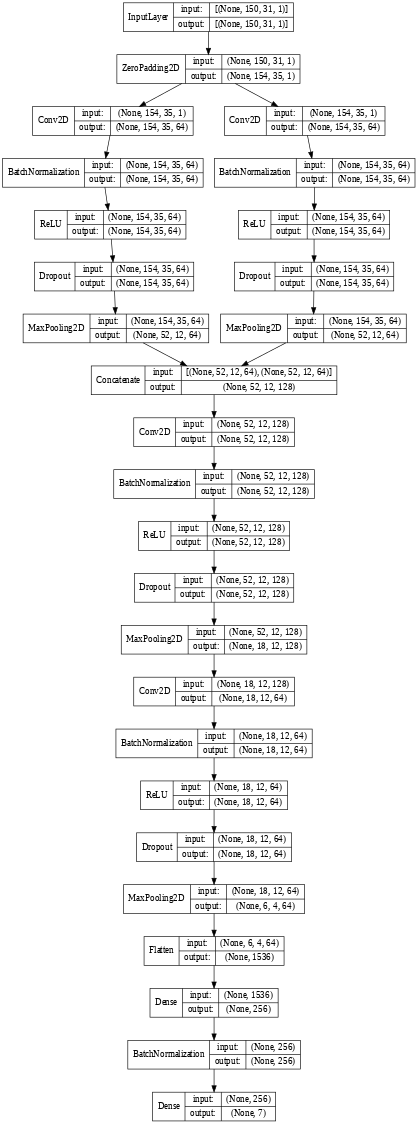 InputLayer input: [(None, 150, 31, 1)]
output: [(None, 150, 31, 1)]
ZeroPadding2D input: (None, 150, 31, 1)
output: (None, 154, 35, 1)
Conv2D input: (None, 154, 35, 1)
output: (None, 154, 35, 64)
Conv2D input: (None, 154, 35, 1)
output: (None, 154, 35, 64)
BatchNormalization input: (None, 154, 35, 64)
output: (None, 154, 35, 64)
BatchNormalization input: (None, 154, 35, 64)
output: (None, 154, 35, 64)
ReLU input: (None, 154, 35, 64)
output: (None, 154, 35, 64)
ReLU input: (None, 154, 35, 64)
output: (None, 154, 35, 64)
Dropout input: (None, 154, 35, 64)
output: (None, 154, 35, 64)
Dropout input: (None, 154, 35, 64)
output: (None, 154, 35, 64)
MaxPooling2D input: (None, 154, 35, 64)
output: (None, 52, 12, 64)
MaxPooling2D input: (None, 154, 35, 64)
output: (None, 52, 12, 64)
Concatenate input: [(None, 52, 12, 64), (None, 52, 12, 64)]
output: (None, 52, 12, 128)
Conv2D input: (None, 52, 12, 128)
output: (None, 52, 12, 128)
BatchNormalization input: (None, 52, 12, 128)
output: (None, 52, 12, 128)
ReLU input: (None, 52, 12, 128)
output: (None, 52, 12, 128)
Dropout input: (None, 52, 12, 128)
output: (None, 52, 12, 128)
MaxPooling2D input: (None, 52, 12, 128)
output: (None, 18, 12, 128)
Conv2D input: (None, 18, 12, 128)
output: (None, 18, 12, 64)
BatchNormalization input: (None, 18, 12, 64)
output: (None, 18, 12, 64)
ReLU input: (None, 18, 12, 64)
output: (None, 18, 12, 64)
Dropout input: (None, 18, 12, 64)
output: (None, 18, 12, 64)
MaxPooling2D input: (None, 18, 12, 64)
output: (None, 6, 4, 64)
Flatten input: (None, 6, 4, 64)
output: (None, 1536)
Dense input: (None, 1536)
output: (None, 256)
BatchNormalization input: (None, 256)
output: (None, 256)
Dense input: (None, 256)
output: (None, 7)